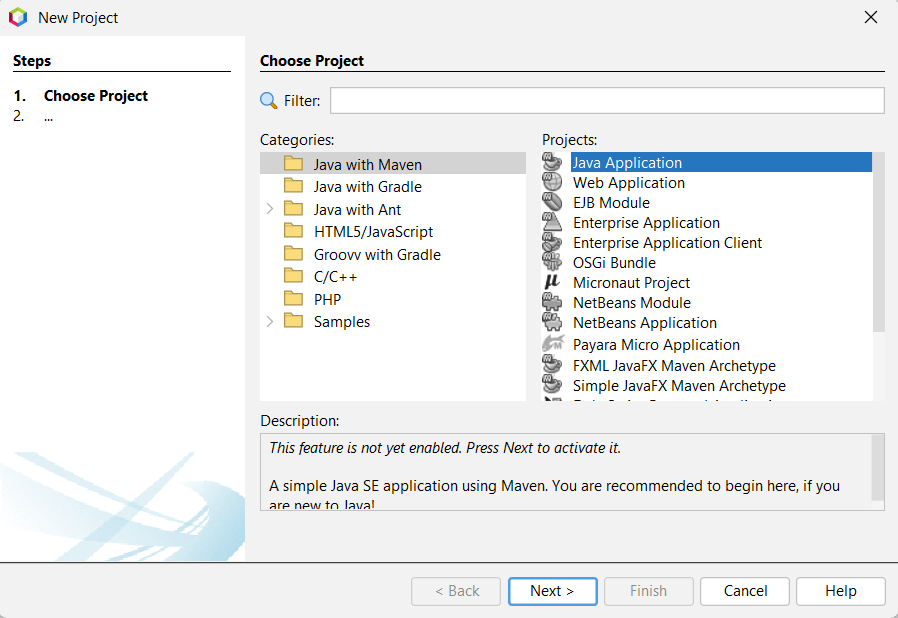 New Project
Steps
1. Choose Project
2. ...
Choose Project
Filter:
Categories:
Java with Maven
Java with Gradle
Java with Ant
HTML5/JavaScript
Groovv with Gradle
C/C++
PHP
Samples
Projects:
Java Application
Web Application
EJB Module
Enterprise Application
Enterprise Application Client
OSGi Bundle
Micronaut Project
NetBeans Module
NetBeans Application
Payara Micro Application
FXML JavaFX Maven Archetype
Simple JavaFX Maven Archetype
Description:
This feature is not yet enabled. Press Next to activate it.
A simple Java SE application using Maven. You are recommended to begin here, if you
are new to Java!
< Back
Next >
Finish
Cancel
Help